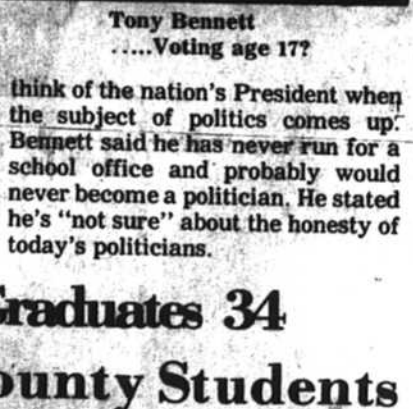 Tony Bennett
.....Voting age 17?
think of the nation's President when
the subject of politics comes up.
Bennett said he has never run for a
school office and probably would
never become a politician. He stated
he's "not sure" about the honesty of
today's politicians.
Graduates 34
ounty Students